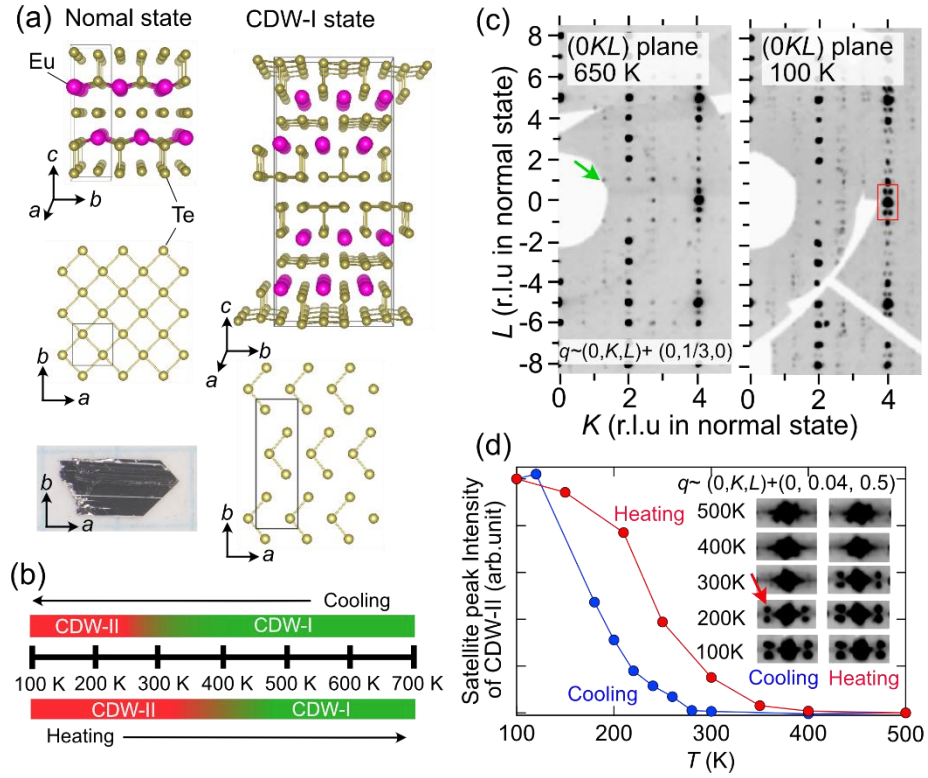 (a)
Nomal state
CDW-I state
Eu
c
a
b
Te
b
a
b
a
c
b
a
b
a
(b)
Cooling
CDW-II
CDW-I
100 K 200 K 300 K 400 K 500 K 600 K 700 K
CDW-II
CDW-I
Heating
(c)
(0KL) plane
650 K
(0KL) plane
100 K
L (r.l.u in normal state)
8
6
4
2
0
-2
-4
-6
-8
q~(0,K,L)+ (0,1/3,0)
0 2 4
0 2 4
K (r.l.u in normal state)
(d)
Satellite peak Intensity
of CDW-II (arb.unit)
q~ (0,K,L)+(0, 0.04, 0.5)
Heating
500K
400K
300K
200K
100K
Cooling
Cooling
Heating
100 200 300 400 500
T (K)